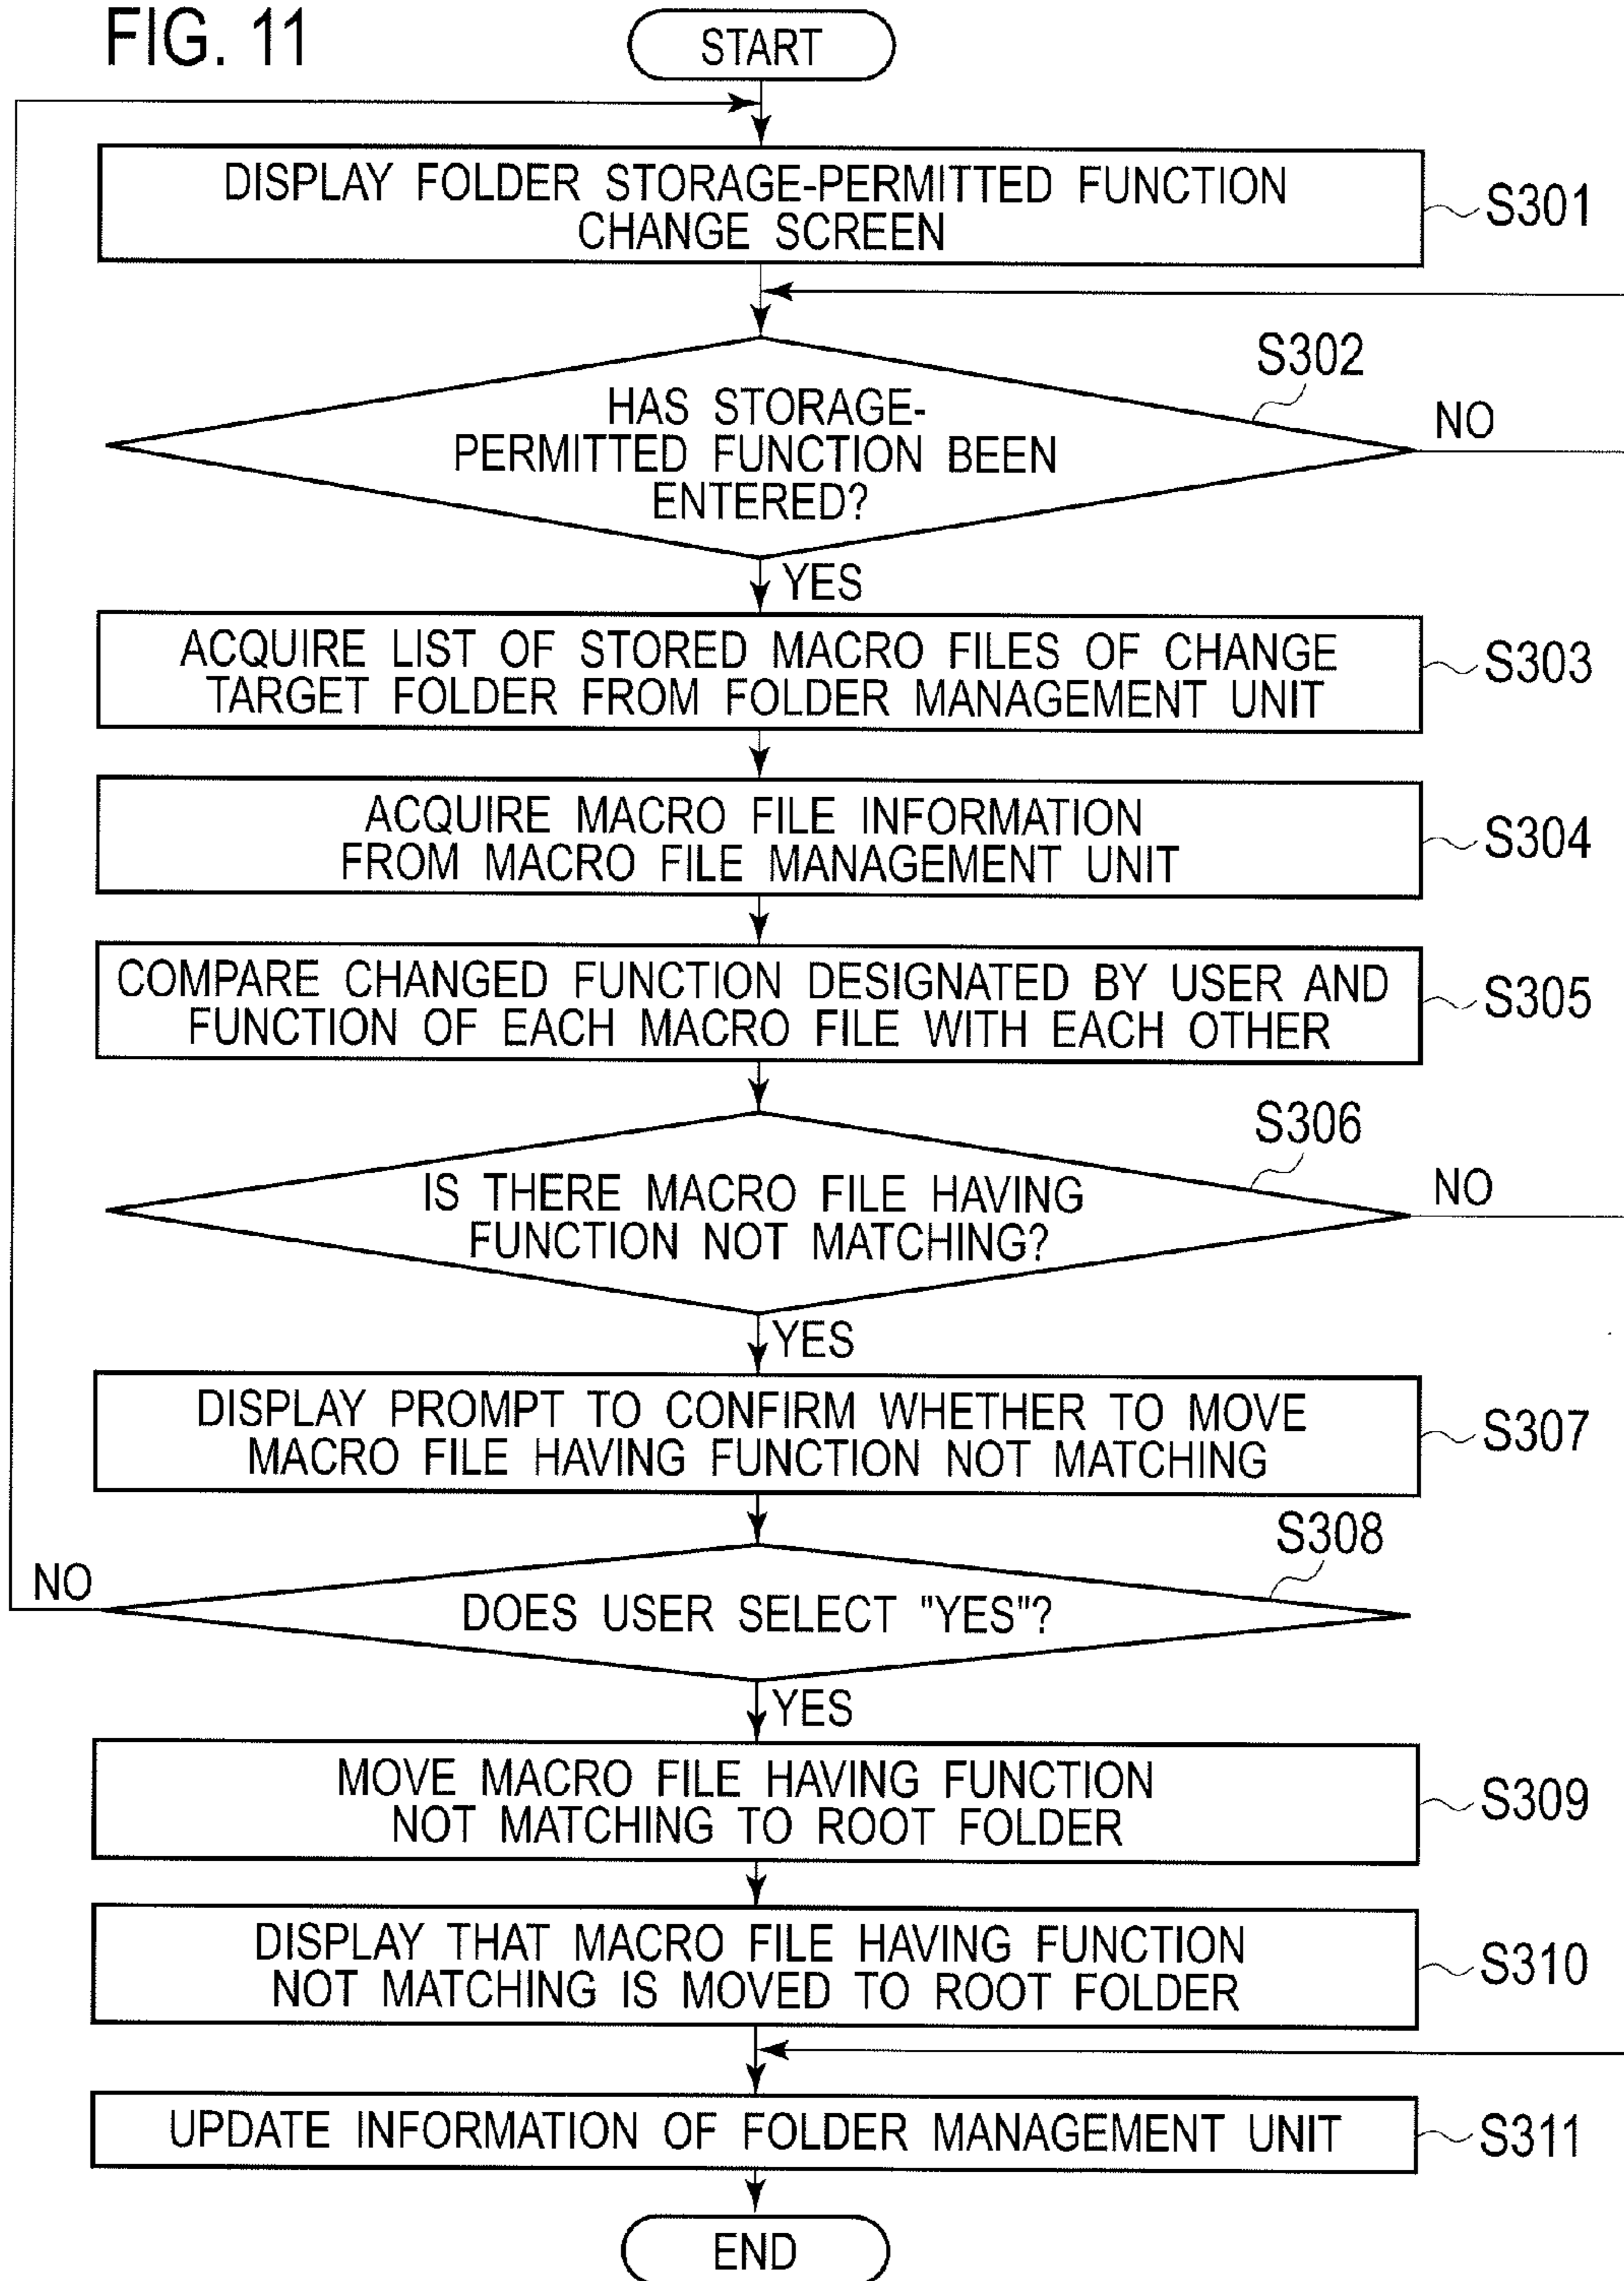 FIG. 11
START
DISPLAY FOLDER STORAGE-PERMITTED FUNCTION
CHANGE SCREEN
S301
S302
HAS STORAGE-
PERMITTED FUNCTION BEEN
ENTERED?
NO
YES
ACQUIRE LIST OF STORED MACRO FILES OF CHANGE
TARGET FOLDER FROM FOLDER MANAGEMENT UNIT
S303
ACQUIRE MACRO FILE INFORMATION
FROM MACRO FILE MANAGEMENT UNIT
S304
COMPARE CHANGED FUNCTION DESIGNATED BY USER AND
FUNCTION OF EACH MACRO FILE WITH EACH OTHER
S305
S306
IS THERE MACRO FILE HAVING
FUNCTION NOT MATCHING?
NO
YES
DISPLAY PROMPT TO CONFIRM WHETHER TO MOVE
MACRO FILE HAVING FUNCTION NOT MATCHING
S307
S308
NO
DOES USER SELECT "YES"?
YES
MOVE MACRO FILE HAVING FUNCTION
NOT MATCHING TO ROOT FOLDER
S309
DISPLAY THAT MACRO FILE HAVING FUNCTION
NOT MATCHING IS MOVED TO ROOT FOLDER
S310
UPDATE INFORMATION OF FOLDER MANAGEMENT UNIT
S311
END